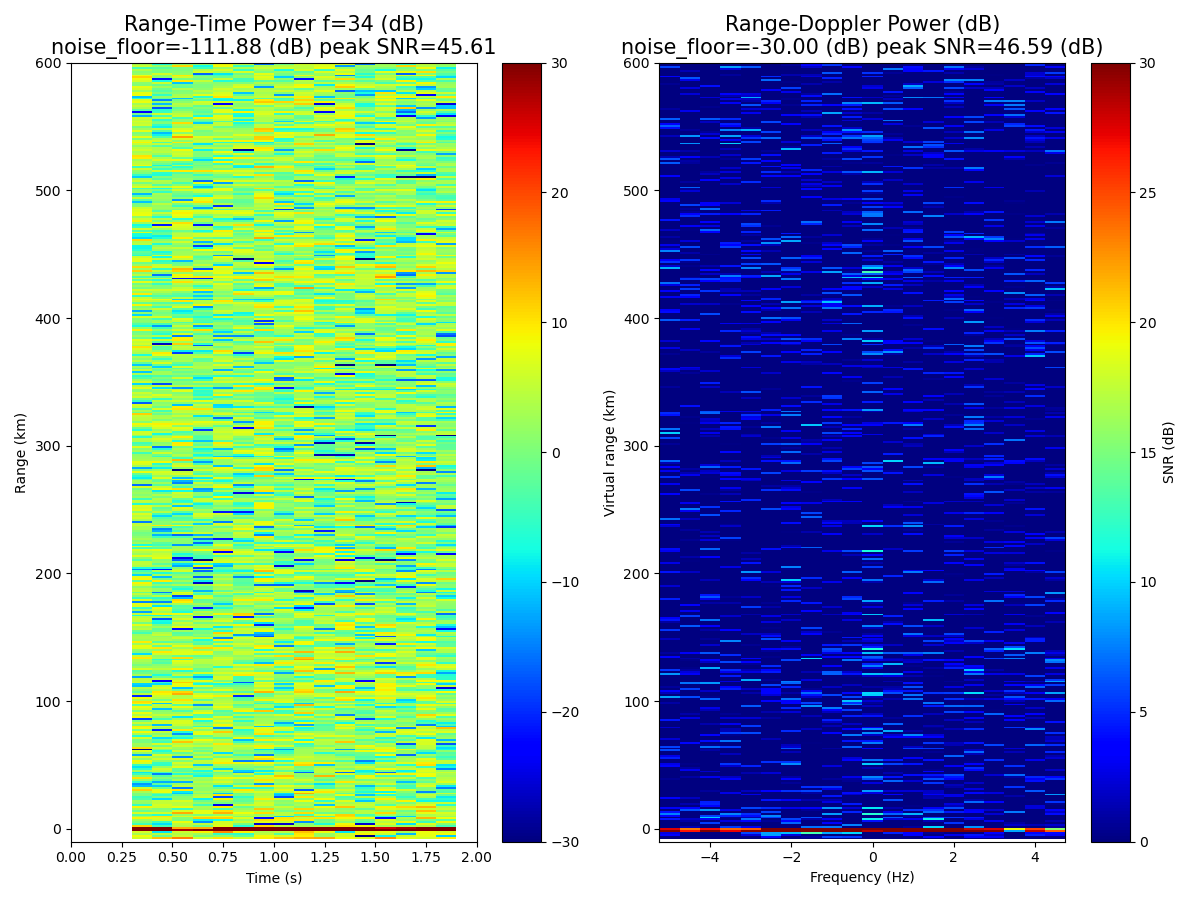 Range-Time Power f=34 (dB)
noise_floor=-111.88 (dB) peak SNR=45.61
600
500
400
300
200
100
0
Range (km)
0.00 0.25 0.50 0.75 1.00 1.25 1.50 1.75 2.00
Time (s)
30
20
10
0
−10
−20
−30
Range-Doppler Power (dB)
noise_floor=-30.00 (dB) peak SNR=46.59 (dB)
600
500
400
300
200
100
0
Virtual range (km)
−4 −2 0 2 4
Frequency (Hz)
30
25
20
15
10
5
0
SNR (dB)